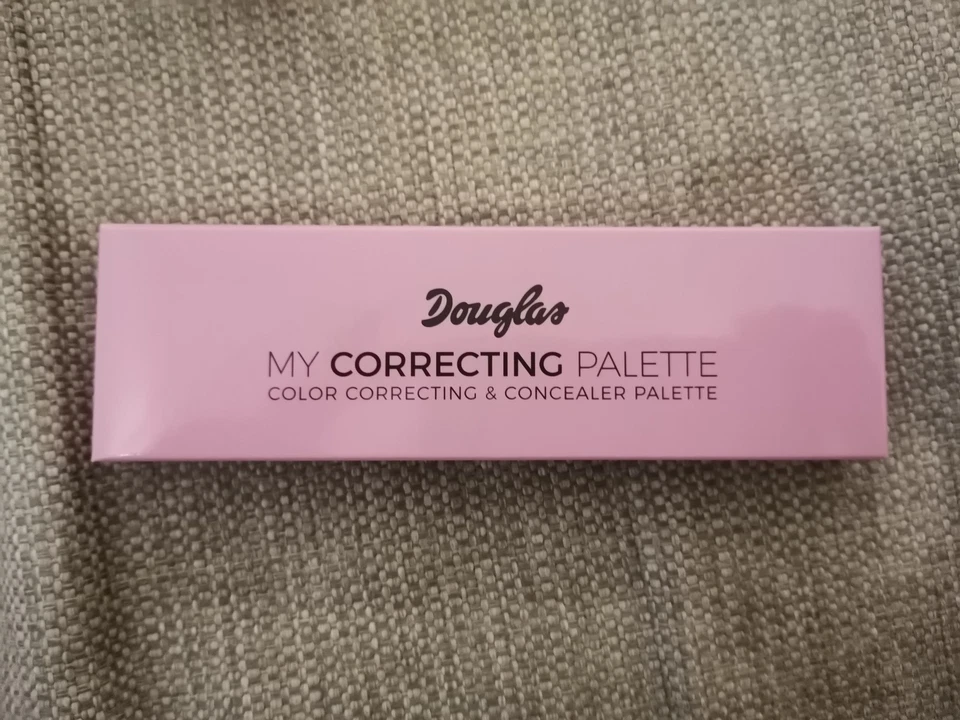 Douglas
MY CORRECTING PALETTE
COLOR CORRECTING & CONCEALER PALETTE